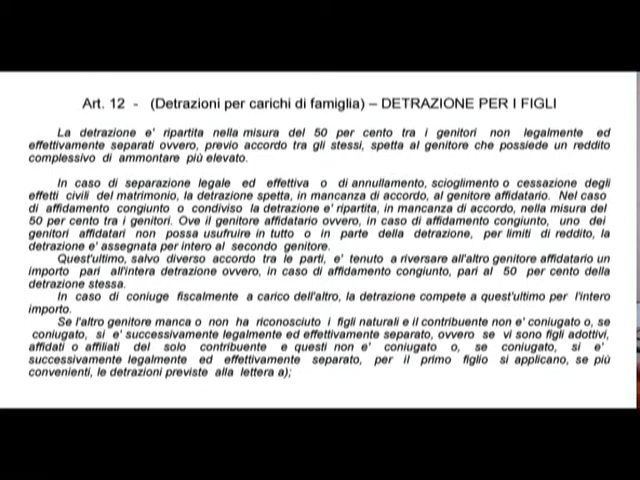 Art. 12 - (Detrazioni per carichi di famiglia) – DETRAZIONE PER I FIGLI
La detrazione e' ripartita nella misura del 50 per cento tra i genitori non legalmente ed
effettivamente separati ovvero, previo accordo tra gli stessi, spetta al genitore che possiede un reddito
complessivo di ammontare più elevato.
In caso di separazione legale ed effettiva o di annullamento, scioglimento o cessazione degli
effetti civili del matrimonio, la detrazione spetta, in mancanza di accordo, al genitore affidatario. Nel caso
di affidamento congiunto o condiviso la detrazione e' ripartita, in mancanza di accordo, nella misura del
50 per cento tra i genitori. Ove il genitore affidatario ovvero, in caso di affidamento congiunto, uno dei
genitori affidatari non possa usufruire in tutto o in parte della detrazione, per limiti di reddito, la
detrazione e' assegnata per intero al secondo genitore.
Quest'ultimo, salvo diverso accordo tra le parti, e' tenuto a riversare all'altro genitore affidatario un
importo pari all'intera detrazione ovvero, in caso di affidamento congiunto, pari al 50 per cento della
detrazione stessa.
In caso di coniuge fiscalmente a carico dell'altro, la detrazione compete a quest'ultimo per l'intero
importo.
Se l'altro genitore manca o non ha riconosciuto i figli naturali e il contribuente non e' coniugato o, se
coniugato, si e' successivamente legalmente ed effettivamente separato, ovvero se vi sono figli adottivi,
affidati o affiliati del solo contribuente e questi non e' coniugato o, se coniugato, si e'
successivamente legalmente ed effettivamente separato, per il primo figlio si applicano, se più
convenienti, le detrazioni previste alla lettera a);